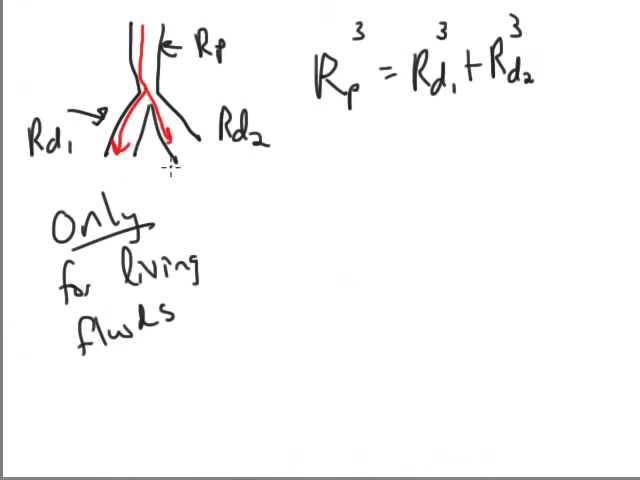 Rp
Rp³ = Rd₁³ + Rd₂³
Rd₁
Rd₂
only
for living
fluids